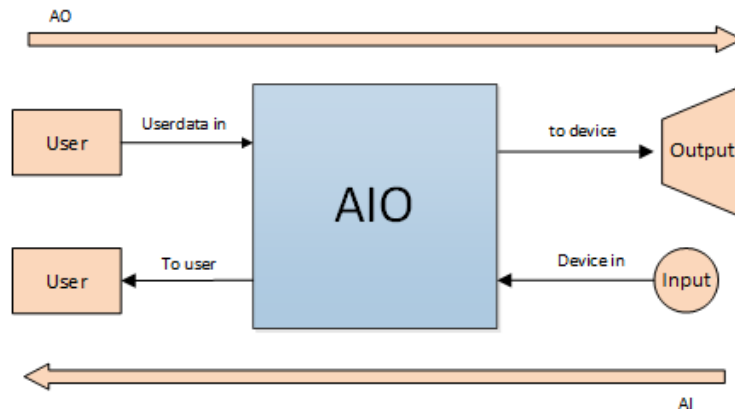 AO
User
Userdata in
AIO
to device
Output
User
To user
Device in
Input
AI